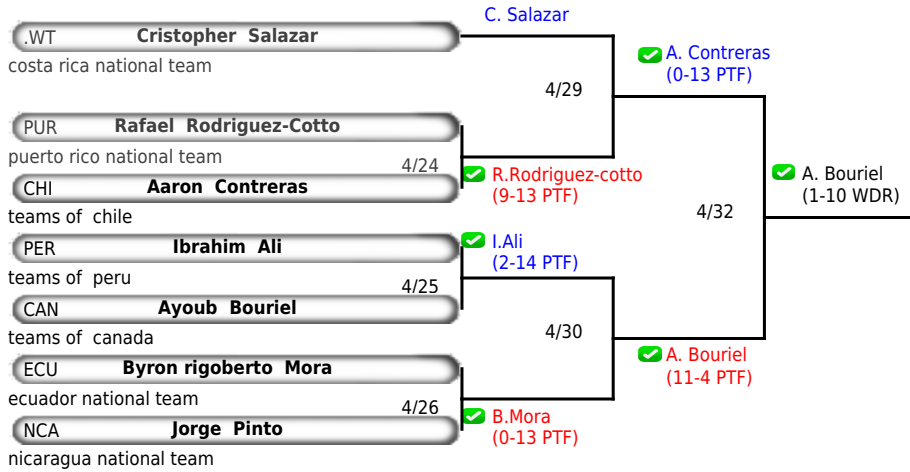 C. Salazar
.WT Cristopher Salazar
costa rica national team
A. Contreras
(0-13 PTF)
4/29
PUR Rafael Rodriguez-Cotto
puerto rico national team
4/24
R.Rodriguez-cotto
(9-13 PTF)
CHI Aaron Contreras
teams of chile
A. Bouriel
(1-10 WDR)
4/32
PER Ibrahim Ali
teams of peru
I.Ali
(2-14 PTF)
4/25
CAN Ayoub Bouriel
teams of canada
4/30
ECU Byron rigoberto Mora
ecuador national team
A. Bouriel
(11-4 PTF)
4/26
B.Mora
(0-13 PTF)
NCA Jorge Pinto
nicaragua national team